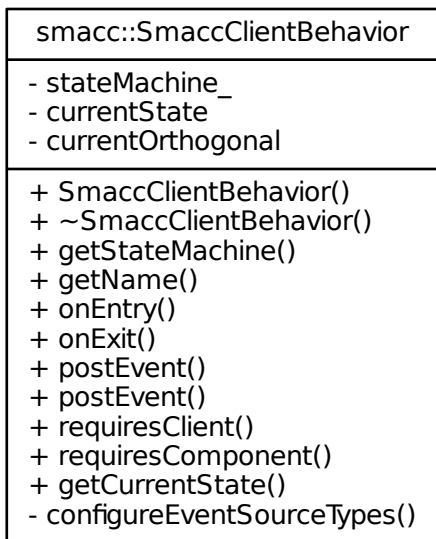 smacc::SmaccClientBehavior
- stateMachine_
- currentState
- currentOrthogonal
+ SmaccClientBehavior()
+ ~SmaccClientBehavior()
+ getStateMachine()
+ getName()
+ onEntry()
+ onExit()
+ postEvent()
+ postEvent()
+ requiresClient()
+ requiresComponent()
+ getCurrentState()
- configureEventSourceTypes()